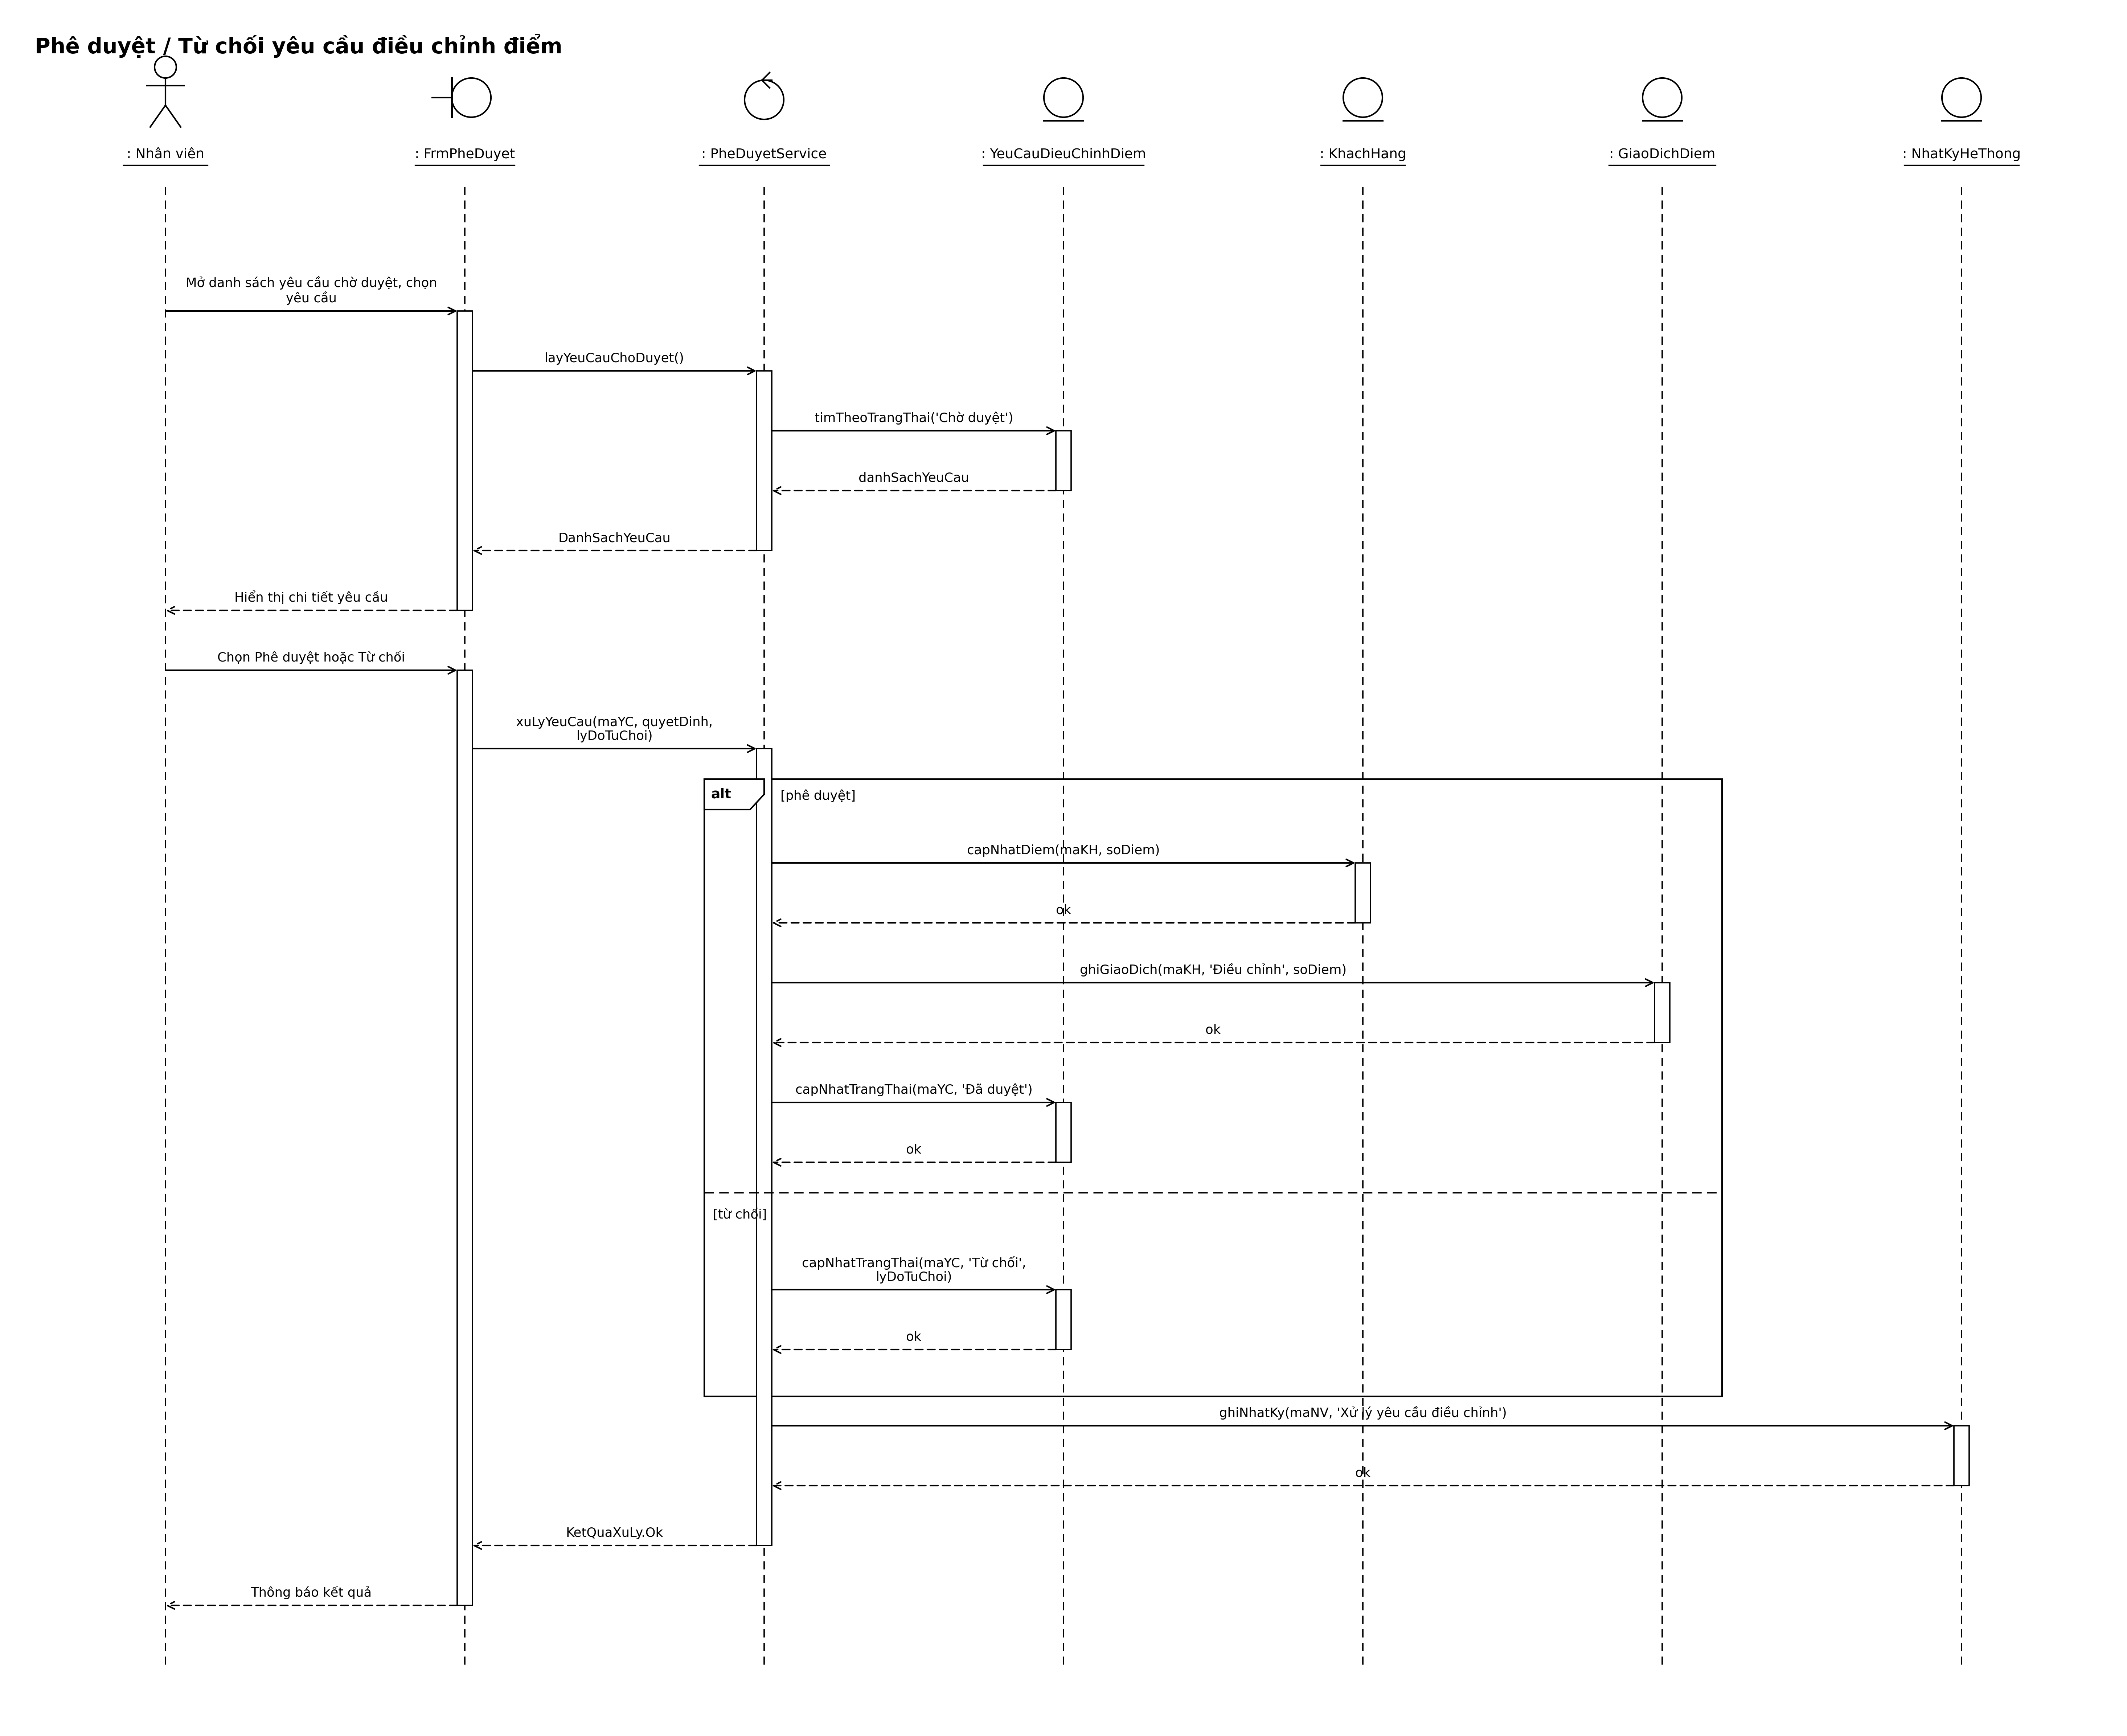 Phê duyệt / Từ chối yêu cầu điều chỉnh điểm
: Nhân viên
: FrmPheDuyet
: PheDuyetService
: YeuCauDieuChinhDiem
: KhachHang
: GiaoDichDiem
: NhatKyHeThong
Mở danh sách yêu cầu chờ duyệt, chọn
yêu cầu
layYeuCauChoDuyet()
timTheoTrangThai('Chờ duyệt')
danhSachYeuCau
DanhSachYeuCau
Hiển thị chi tiết yêu cầu
Chọn Phê duyệt hoặc Từ chối
xuLyYeuCau(maYC, quyetDinh,
lyDoTuChoi)
alt
[phê duyệt]
capNhatDiem(maKH, soDiem)
ok
ghiGiaoDich(maKH, 'Điều chỉnh', soDiem)
ok
capNhatTrangThai(maYC, 'Đã duyệt')
ok
[từ chối]
capNhatTrangThai(maYC, 'Từ chối',
lyDoTuChoi)
ok
ghiNhatKy(maNV, 'Xử lý yêu cầu điều chỉnh')
ok
KetQuaXuLy.Ok
Thông báo kết quả